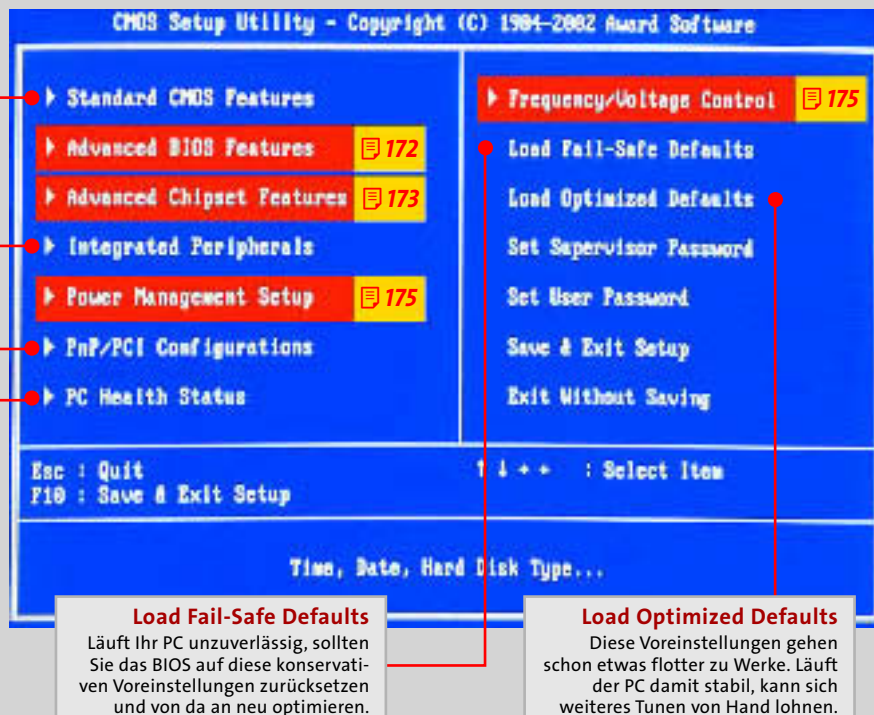 CMOS Setup Utility - Copyright (C) 1984-2002 Award Software
Standard CMOS Features
Advanced BIOS Features 172
Advanced Chipset Features 173
Integrated Peripherals
Power Management Setup 175
PnP/PCI Configurations
PC Health Status
Frequency/Voltage Control 175
Load Fail-Safe Defaults
Load Optimized Defaults
Set Supervisor Password
Set User Password
Save & Exit Setup
Exit Without Saving
Esc : Quit
F10 : Save & Exit Setup
↑ ↓ → ← : Select Item
Time, Date, Hard Disk Type...
Load Fail-Safe Defaults
Läuft Ihr PC unzuverlässig, sollten
Sie das BIOS auf diese konservati-
ven Voreinstellungen zurücksetzen
und von da an neu optimieren.
Load Optimized Defaults
Diese Voreinstellungen gehen
schon etwas flotter zu Werke. Läuft
der PC damit stabil, kann sich
weiteres Tunen von Hand lohnen.